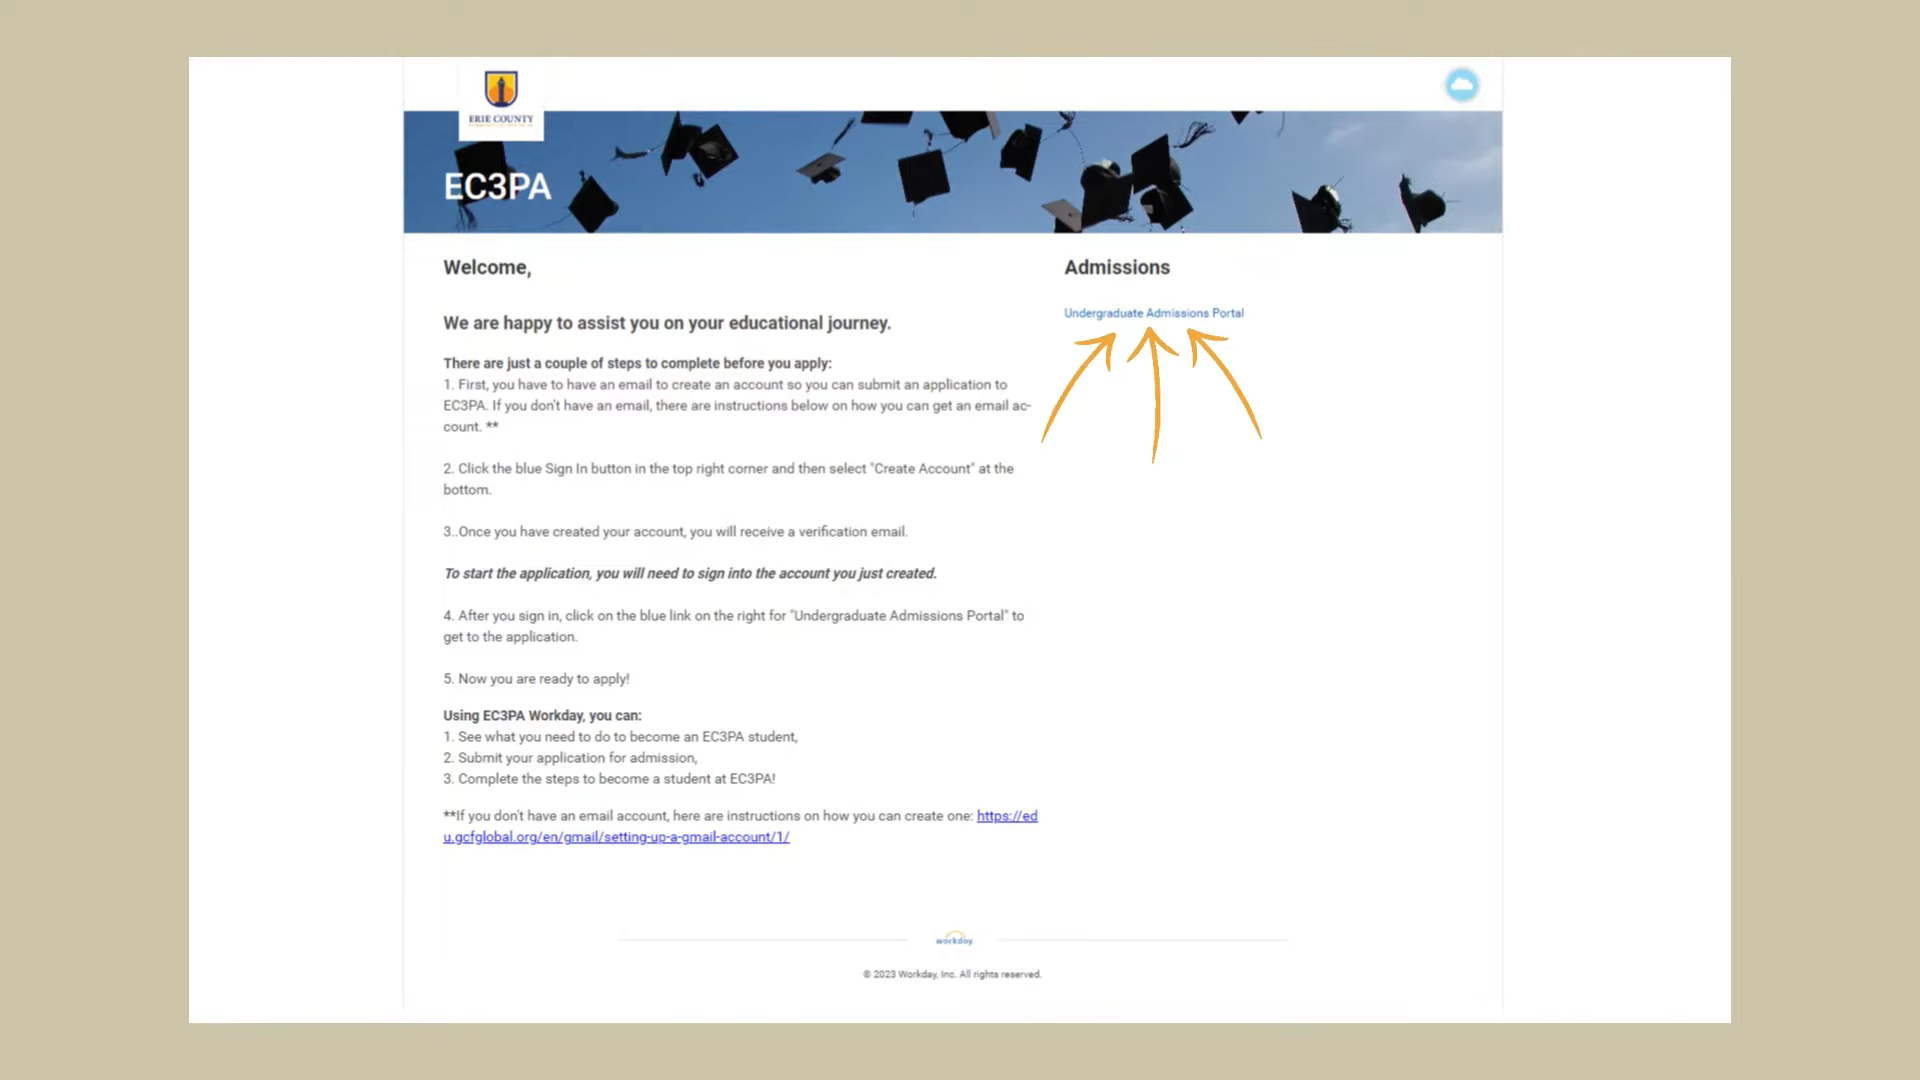 ERIE COUNTY
EC3PA
Welcome,
We are happy to assist you on your educational journey.
There are just a couple of steps to complete before you apply:
1. First, you have to have an email to create an account so you can submit an application to
EC3PA. If you don't have an email, there are instructions below on how you can get an email ac-
count. **
2. Click the blue Sign In button in the top right corner and then select "Create Account" at the
bottom.
3..Once you have created your account, you will receive a verification email.
To start the application, you will need to sign into the account you just created.
4. After you sign in, click on the blue link on the right for "Undergraduate Admissions Portal" to
get to the application.
5. Now you are ready to apply!
Using EC3PA Workday, you can:
1. See what you need to do to become an EC3PA student,
2. Submit your application for admission,
3. Complete the steps to become a student at EC3PA!
**If you don't have an email account, here are instructions on how you can create one: https://ed
u.gcfglobal.org/en/gmail/setting-up-a-gmail-account/1/
Admissions
Undergraduate Admissions Portal
workday
© 2023 Workday, Inc. All rights reserved.